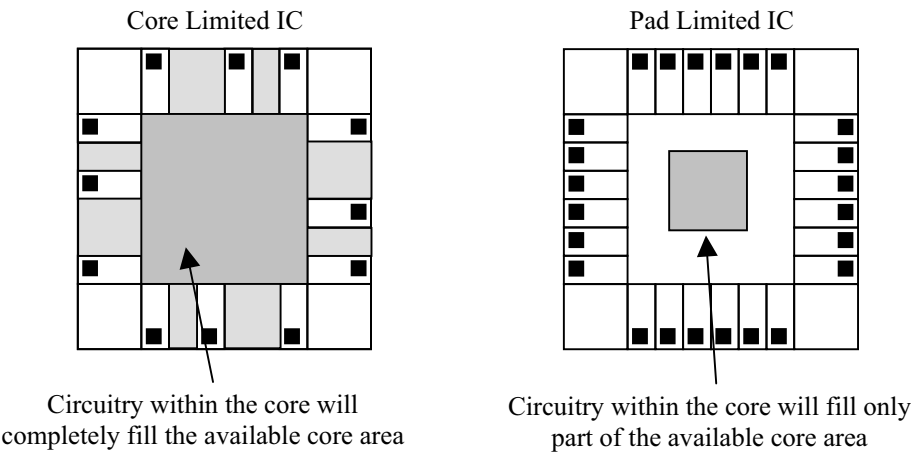 Core Limited IC
Pad Limited IC
Circuitry within the core will
completely fill the available core area
Circuitry within the core will fill only
part of the available core area